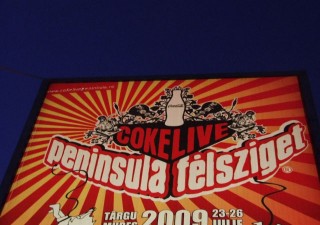 COKELIVE
peninsula félsziget
TÂRGU 2009 23-26
MUREŞ IULIE